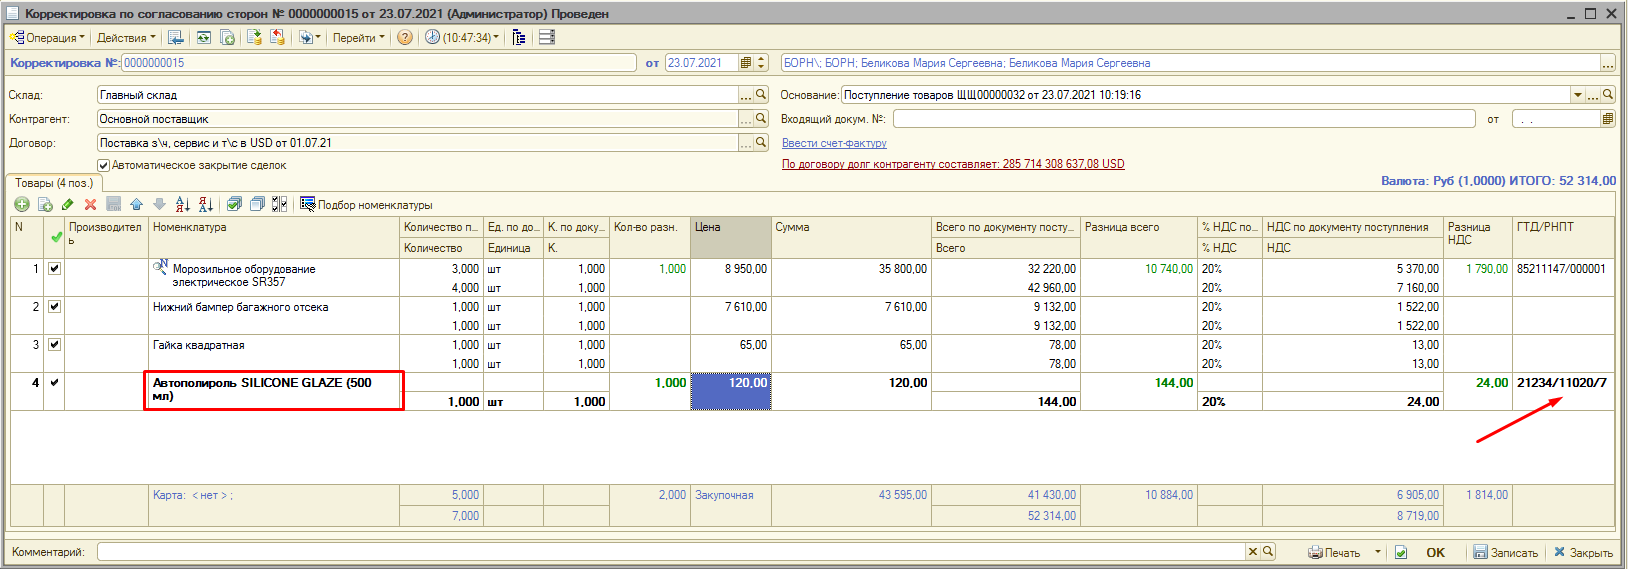 Корректировка по согласованию сторон № 0000000015 от 23.07.2021 (Администратор) Проведен
Операция Действия Перейти ? (10:47:34)
Корректировка №: 0000000015 от 23.07.2021 БОРН\; БОРН; Беликова Мария Сергеевна; Беликова Мария Сергеевна ...
Склад: Главный склад ... Основание: Поступление товаров ЩЩ00000032 от 23.07.2021 10:19:16 ...
Контрагент: Основной поставщик ... Входящий докум. №: от . .
Договор: Поставка з\ч, сервис и т\с в USD от 01.07.21 ... Ввести счет-фактуру
Автоматическое закрытие сделок По договору долг контрагенту составляет: 285 714 308 637,08 USD
Товары (4 поз.) Валюта: Руб (1,0000) ИТОГО: 52 314,00
Подбор номенклатуры
N Производитель Номенклатура Количество п... Ед. по до... К. по доку... Кол-во разн. Цена Сумма Всего по документу посту... Разница всего % НДС по... НДС по документу поступления Разница НДС ГТД/РНПТ
Количество Единица К. Всего % НДС НДС
1 Морозильное оборудование 3,000 шт 1,000 1,000 8 950,00 35 800,00 32 220,00 10 740,00 20% 5 370,00 1 790,00 85211147/000001
электрическое SR357 4,000 шт 1,000 42 960,00 20% 7 160,00
2 Нижний бампер багажного отсека 1,000 шт 1,000 7 610,00 7 610,00 9 132,00 20% 1 522,00
1,000 шт 1,000 9 132,00 20% 1 522,00
3 Гайка квадратная 1,000 шт 1,000 65,00 65,00 78,00 20% 13,00
1,000 шт 1,000 78,00 20% 13,00
4 Автополироль SILICONE GLAZE (500 1,000 120,00 120,00 144,00 24,00 21234/11020/7
мл) 1,000 шт 1,000 144,00 20% 24,00
Карта: < нет > ; 5,000 2,000 Закупочная 43 595,00 41 430,00 10 884,00 6 905,00 1 814,00
7,000 52 314,00 8 719,00
Комментарий: Печать OK Записать Закрыть